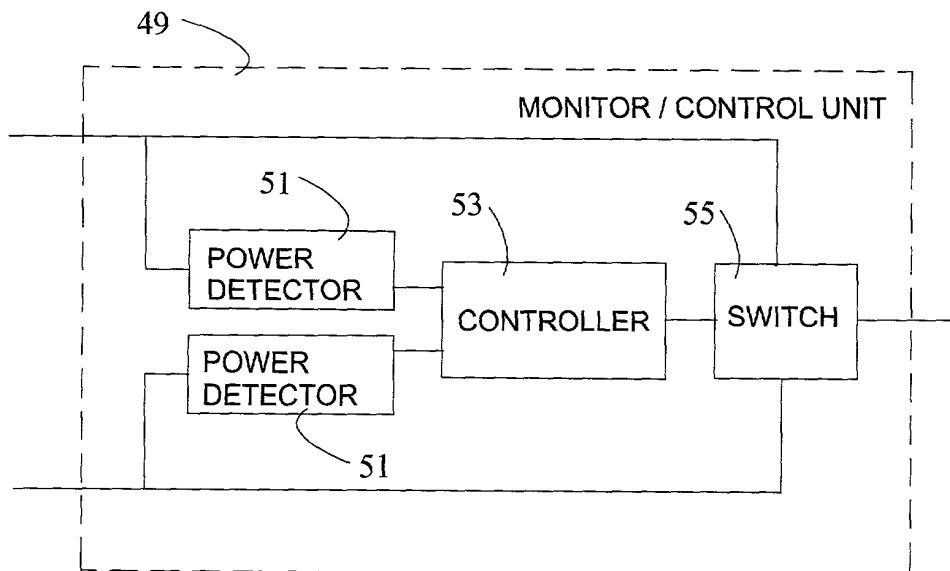 49
MONITOR / CONTROL UNIT
51
POWER
DETECTOR
53
CONTROLLER
55
SWITCH
POWER
DETECTOR
51